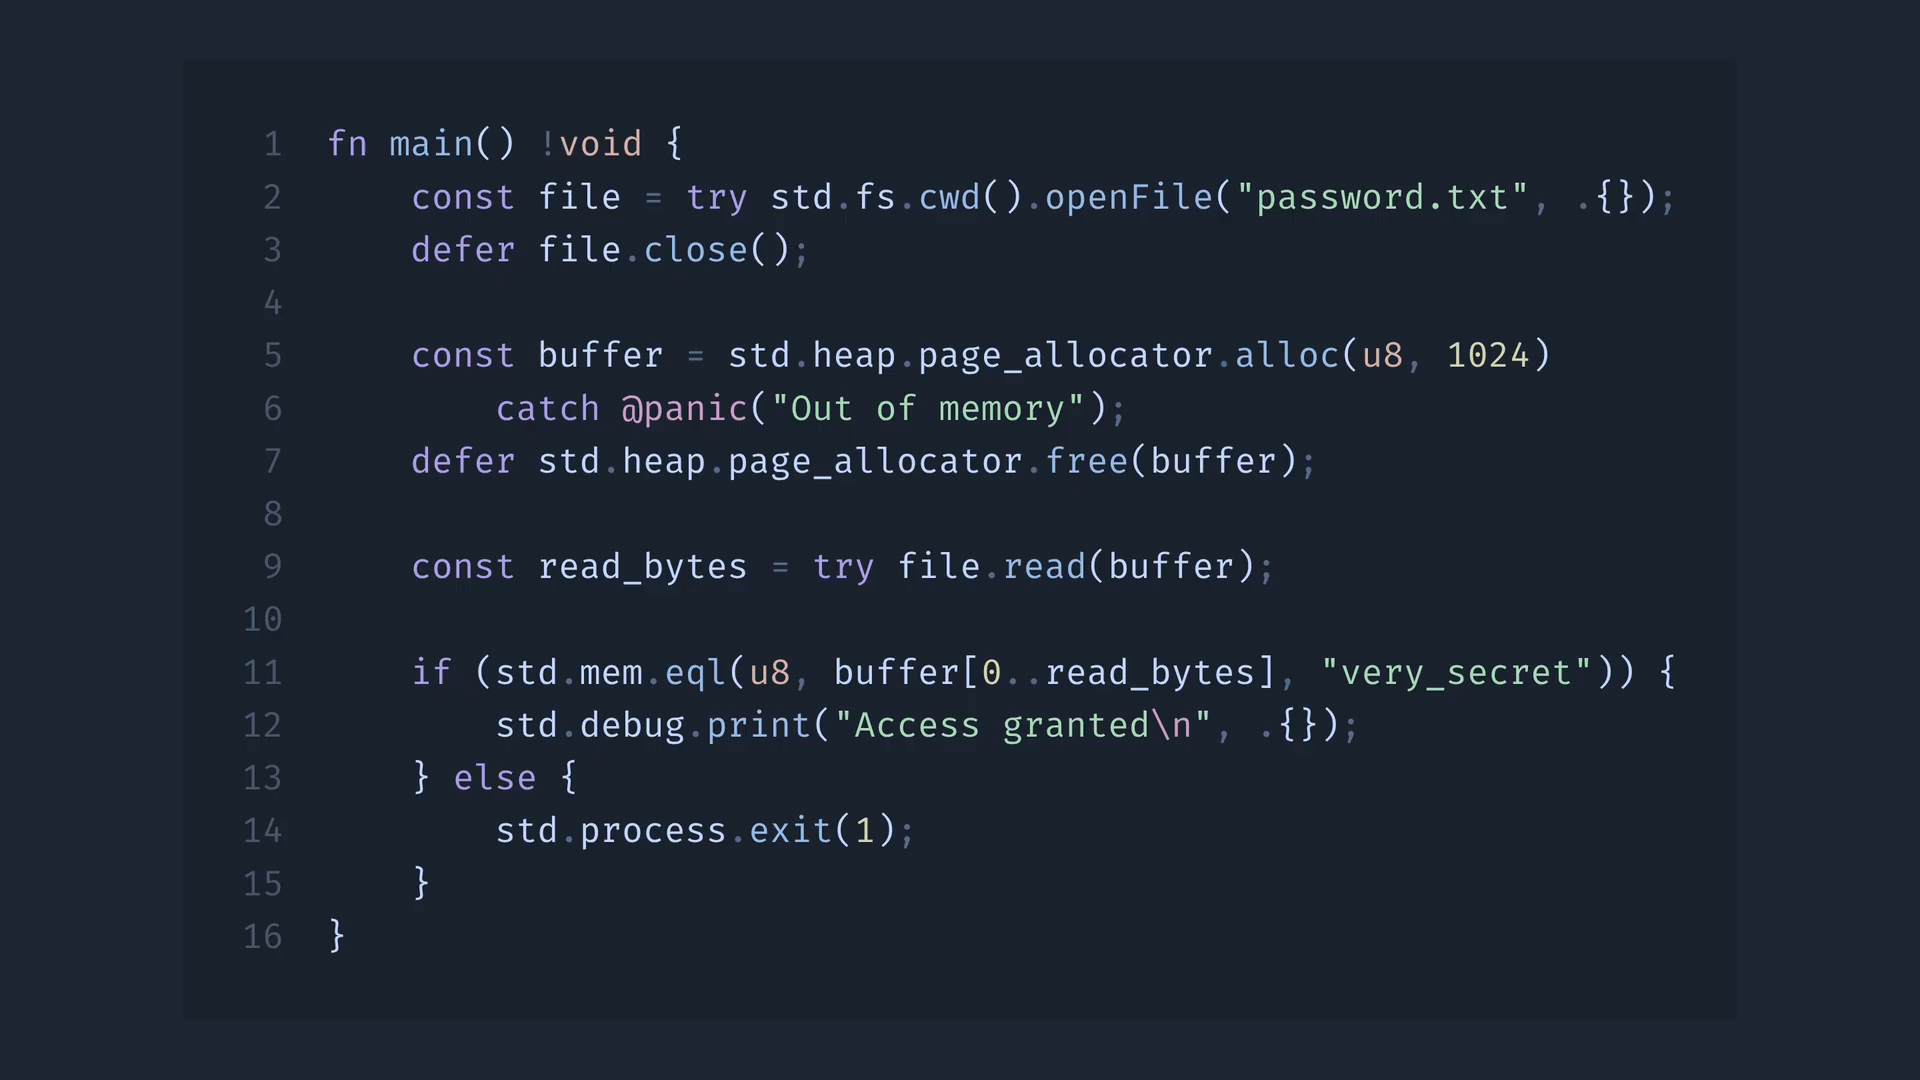 1 fn main() !void {
2     const file = try std.fs.cwd().openFile("password.txt", .{});
3     defer file.close();
4
5     const buffer = std.heap.page_allocator.alloc(u8, 1024)
6         catch @panic("Out of memory");
7     defer std.heap.page_allocator.free(buffer);
8
9     const read_bytes = try file.read(buffer);
10
11     if (std.mem.eql(u8, buffer[0..read_bytes], "very_secret")) {
12         std.debug.print("Access granted\n", .{});
13     } else {
14         std.process.exit(1);
15     }
16 }